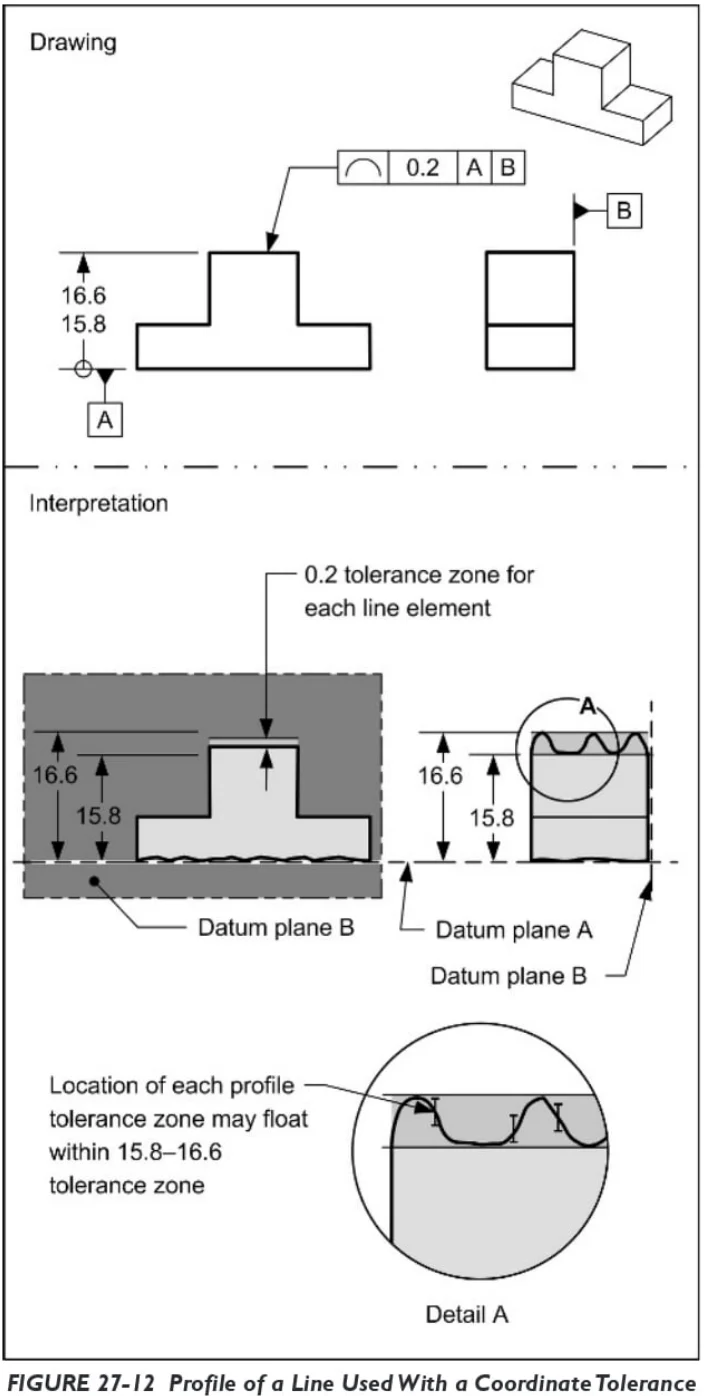 Drawing
0.2 A B
B
16.6
15.8
A
Interpretation
0.2 tolerance zone for
each line element
A
16.6
15.8
16.6
15.8
Datum plane B
Datum plane A
Datum plane B
Location of each profile
tolerance zone may float
within 15.8–16.6
tolerance zone
Detail A
FIGURE 27-12 Profile of a Line Used With a Coordinate Tolerance